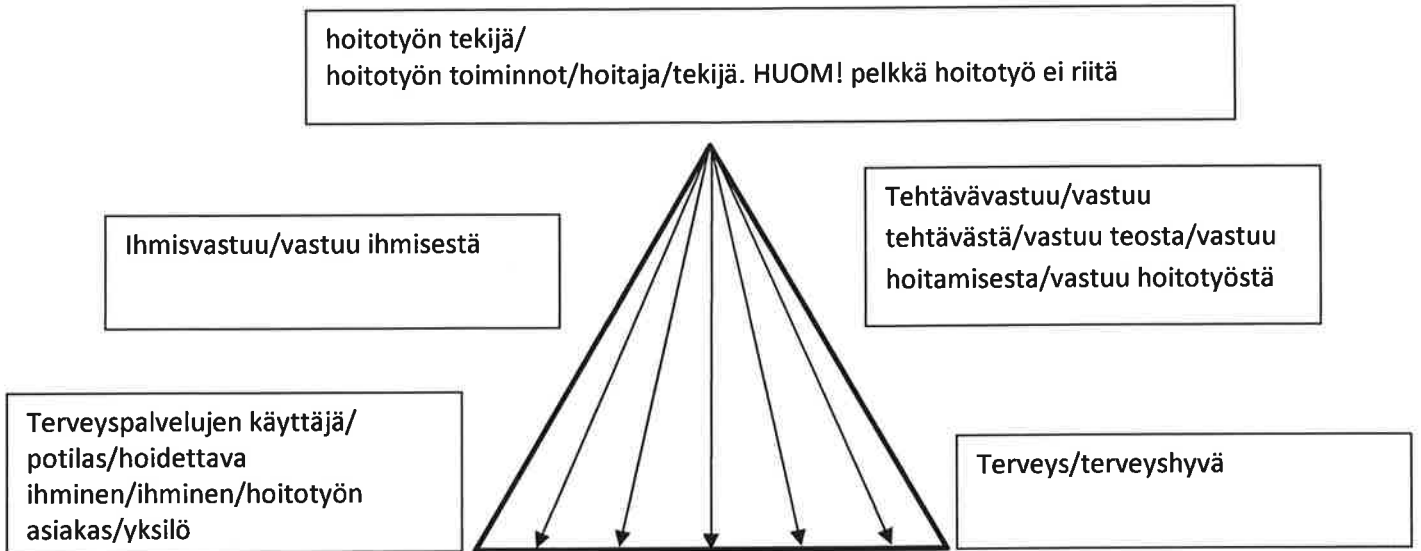 hoitotyön tekijä/
hoitotyön toiminnot/hoitaja/tekijä. HUOM! pelkkä hoitotyö ei riitä
Ihmisvastuu/vastuu ihmisestä
Tehtävävastuu/vastuu
tehtävästä/vastuu teosta/vastuu
hoitamisesta/vastuu hoitotyöstä
Terveyspalvelujen käyttäjä/
potilas/hoidettava
ihminen/ihminen/hoitotyön
asiakas/yksilö
Terveys/terveyshyvä